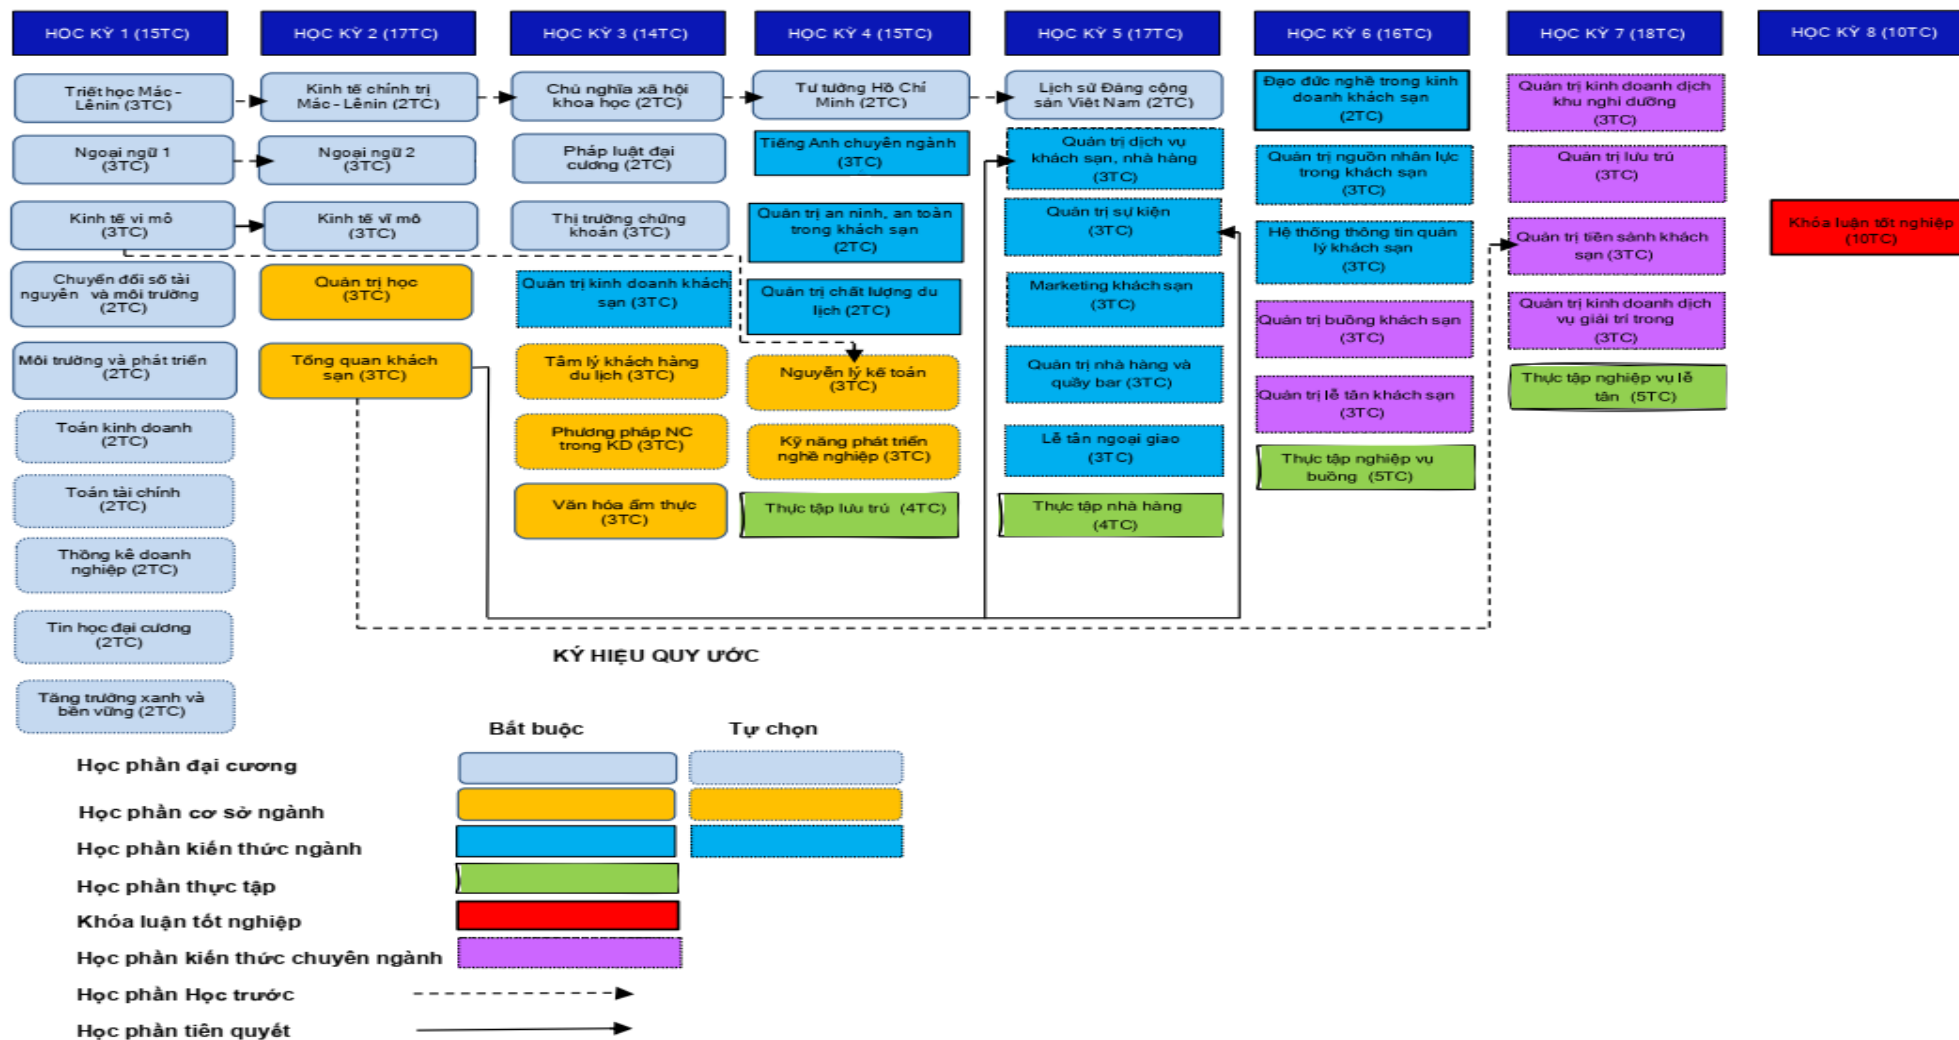 HỌC KỲ 1 (15TC)
HỌC KỲ 2 (17TC)
HỌC KỲ 3 (14TC)
HỌC KỲ 4 (15TC)
HỌC KỲ 5 (17TC)
HỌC KỲ 6 (16TC)
HỌC KỲ 7 (18TC)
HỌC KỲ 8 (10TC)
Triết học Mác -
Lênin (3TC)
Ngoại ngữ 1
(3TC)
Kinh tế vi mô
(3TC)
Chuyển đổi số tài
nguyên và môi trường
(2TC)
Môi trường và phát triển
(2TC)
Toán kinh doanh
(2TC)
Toán tài chính
(2TC)
Thống kê doanh
nghiệp (2TC)
Tin học đại cương
(2TC)
Tăng trưởng xanh và
bền vững (2TC)
Kinh tế chính trị
Mác - Lênin (2TC)
Ngoại ngữ 2
(3TC)
Kinh tế vĩ mô
(3TC)
Quản trị học
(3TC)
Tổng quan khách
sạn (3TC)
Chủ nghĩa xã hội
khoa học (2TC)
Pháp luật đại
cương (2TC)
Thị trường chứng
khoán (3TC)
Quản trị kinh doanh khách
sạn (3TC)
Tâm lý khách hàng
du lịch (3TC)
Phương pháp NC
trong KD (3TC)
Văn hóa ẩm thực
(3TC)
Tư tưởng Hồ Chí
Minh (2TC)
Tiếng Anh chuyên ngành
(3TC)
Quản trị an ninh, an toàn
trong khách sạn
(2TC)
Quản trị chất lượng du
lịch (2TC)
Nguyên lý kế toán
(3TC)
Kỹ năng phát triển
nghề nghiệp (3TC)
Thực tập lưu trú (4TC)
Lịch sử Đảng cộng
sản Việt Nam (2TC)
Quản trị dịch vụ
khách sạn, nhà hàng
(3TC)
Quản trị sự kiện
(3TC)
Marketing khách sạn
(3TC)
Quản trị nhà hàng và
quầy bar (3TC)
Lễ tân ngoại giao
(3TC)
Thực tập nhà hàng
(4TC)
Đạo đức nghề trong kinh
doanh khách sạn
(2TC)
Quản trị nguồn nhân lực
trong khách sạn
(3TC)
Hệ thống thông tin quản
lý khách sạn
(3TC)
Quản trị buồng khách sạn
(3TC)
Quản trị lễ tân khách sạn
(3TC)
Thực tập nghiệp vụ
buồng (5TC)
Quản trị kinh doanh dịch
khu nghỉ dưỡng
(3TC)
Quản trị lưu trú
(3TC)
Quản trị tiền sảnh khách
sạn (3TC)
Quản trị kinh doanh dịch
vụ giải trí trong
(3TC)
Thực tập nghiệp vụ lễ
tân (5TC)
Khóa luận tốt nghiệp
(10TC)
KÝ HIỆU QUY ƯỚC
Bắt buộc
Tự chọn
Học phần đại cương
Học phần cơ sở ngành
Học phần kiến thức ngành
Học phần thực tập
Khóa luận tốt nghiệp
Học phần kiến thức chuyên ngành
Học phần Học trước
Học phần tiên quyết